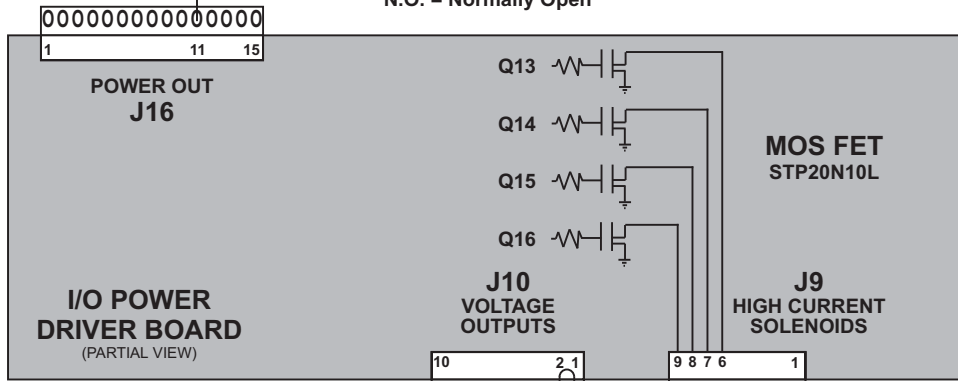 N.O. = Normally Open
000000000000000
1 11 15
POWER OUT
J16
Q13
Q14
Q15
Q16
MOS FET
STP20N10L
I/O POWER
DRIVER BOARD
(PARTIAL VIEW)
J10
VOLTAGE
OUTPUTS
10 2 1
J9
HIGH CURRENT
SOLENOIDS
9 8 7 6 1